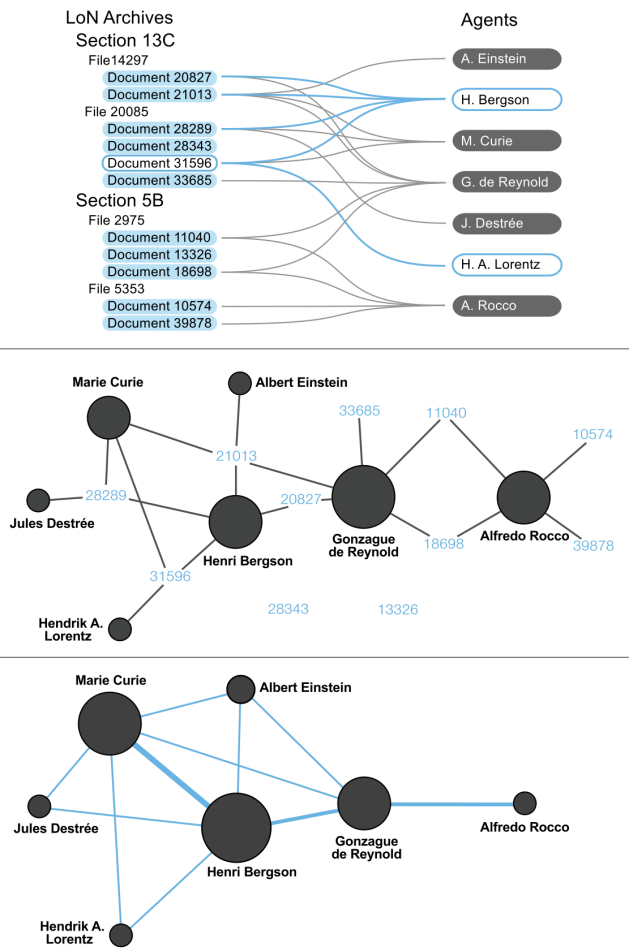 LoN Archives
Section 13C
File14297
Document 20827
Document 21013
File 20085
Document 28289
Document 28343
Document 31596
Document 33685
Section 5B
File 2975
Document 11040
Document 13326
Document 18698
File 5353
Document 10574
Document 39878
Agents
A. Einstein
H. Bergson
M. Curie
G. de Reynold
J. Destrée
H. A. Lorentz
A. Rocco
Marie Curie
Albert Einstein
33685
11040
10574
21013
28289
20827
Jules Destrée
Henri Bergson
Gonzague
de Reynold
18698
Alfredo Rocco
39878
31596
28343
13326
Hendrik A.
Lorentz
Marie Curie
Albert Einstein
Jules Destrée
Henri Bergson
Gonzague
de Reynold
Alfredo Rocco
Hendrik A.
Lorentz